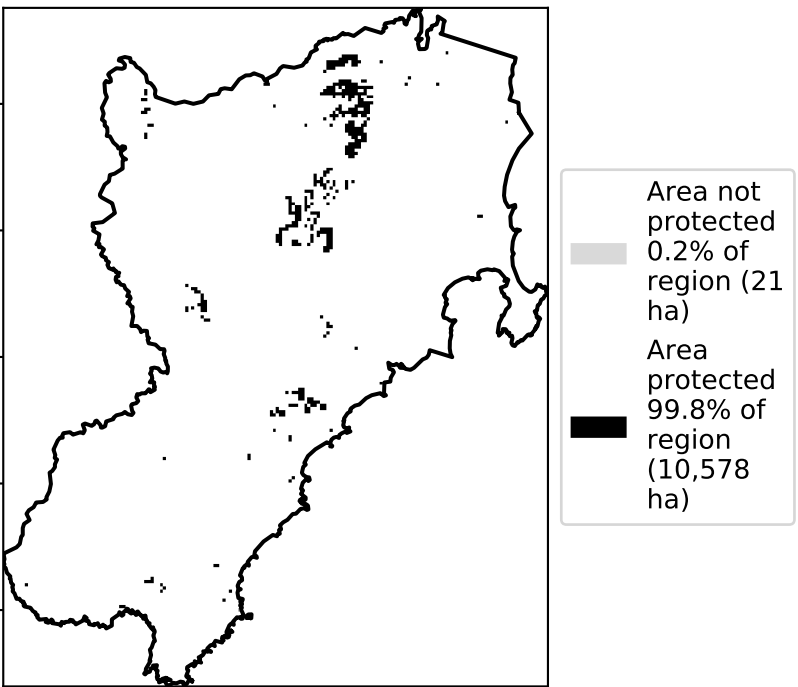 Area not
protected
0.2% of
region (21
ha)
Area
protected
99.8% of
region
(10,578
ha)